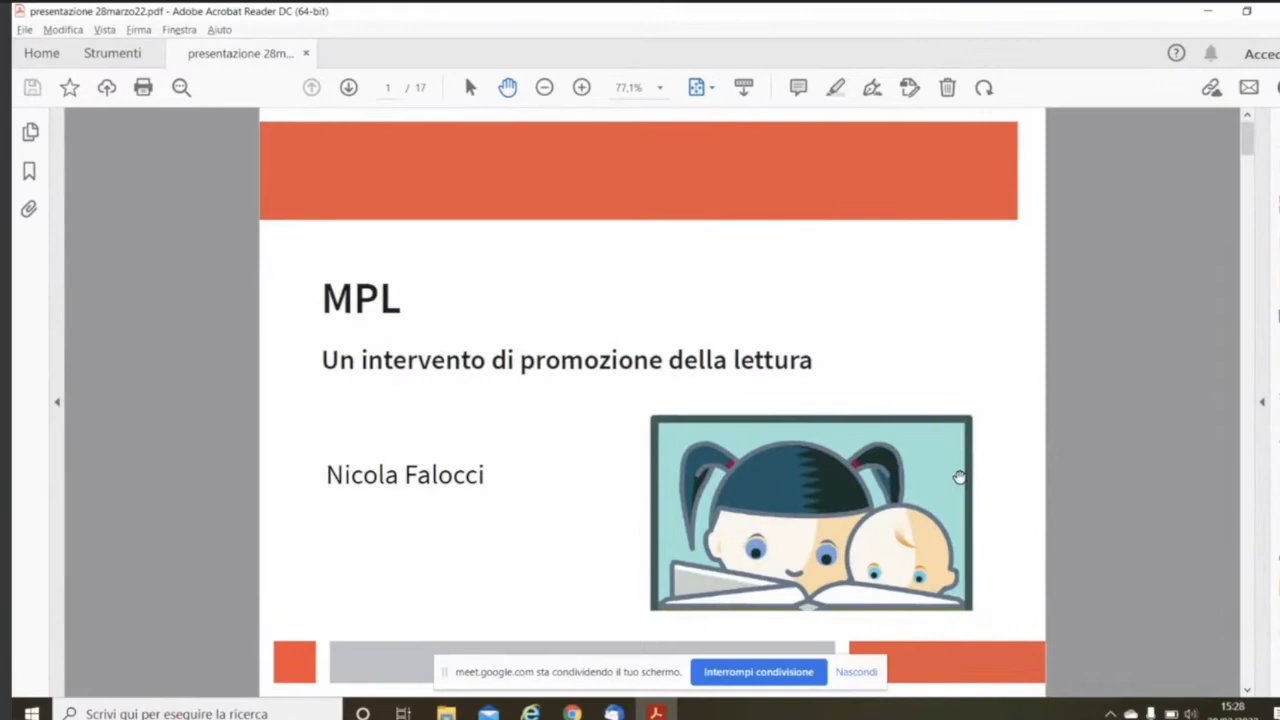 presentazione 28marzo22.pdf - Adobe Acrobat Reader DC (64-bit)
File Modifica Vista Firma Finestra Aiuto
Home Strumenti presentazione 28m... ×
1 / 17 77,1%
MPL
Un intervento di promozione della lettura
Nicola Falocci
meet.google.com sta condividendo il tuo schermo. Interrompi condivisione Nascondi
Scrivi qui per eseguire la ricerca
15:28